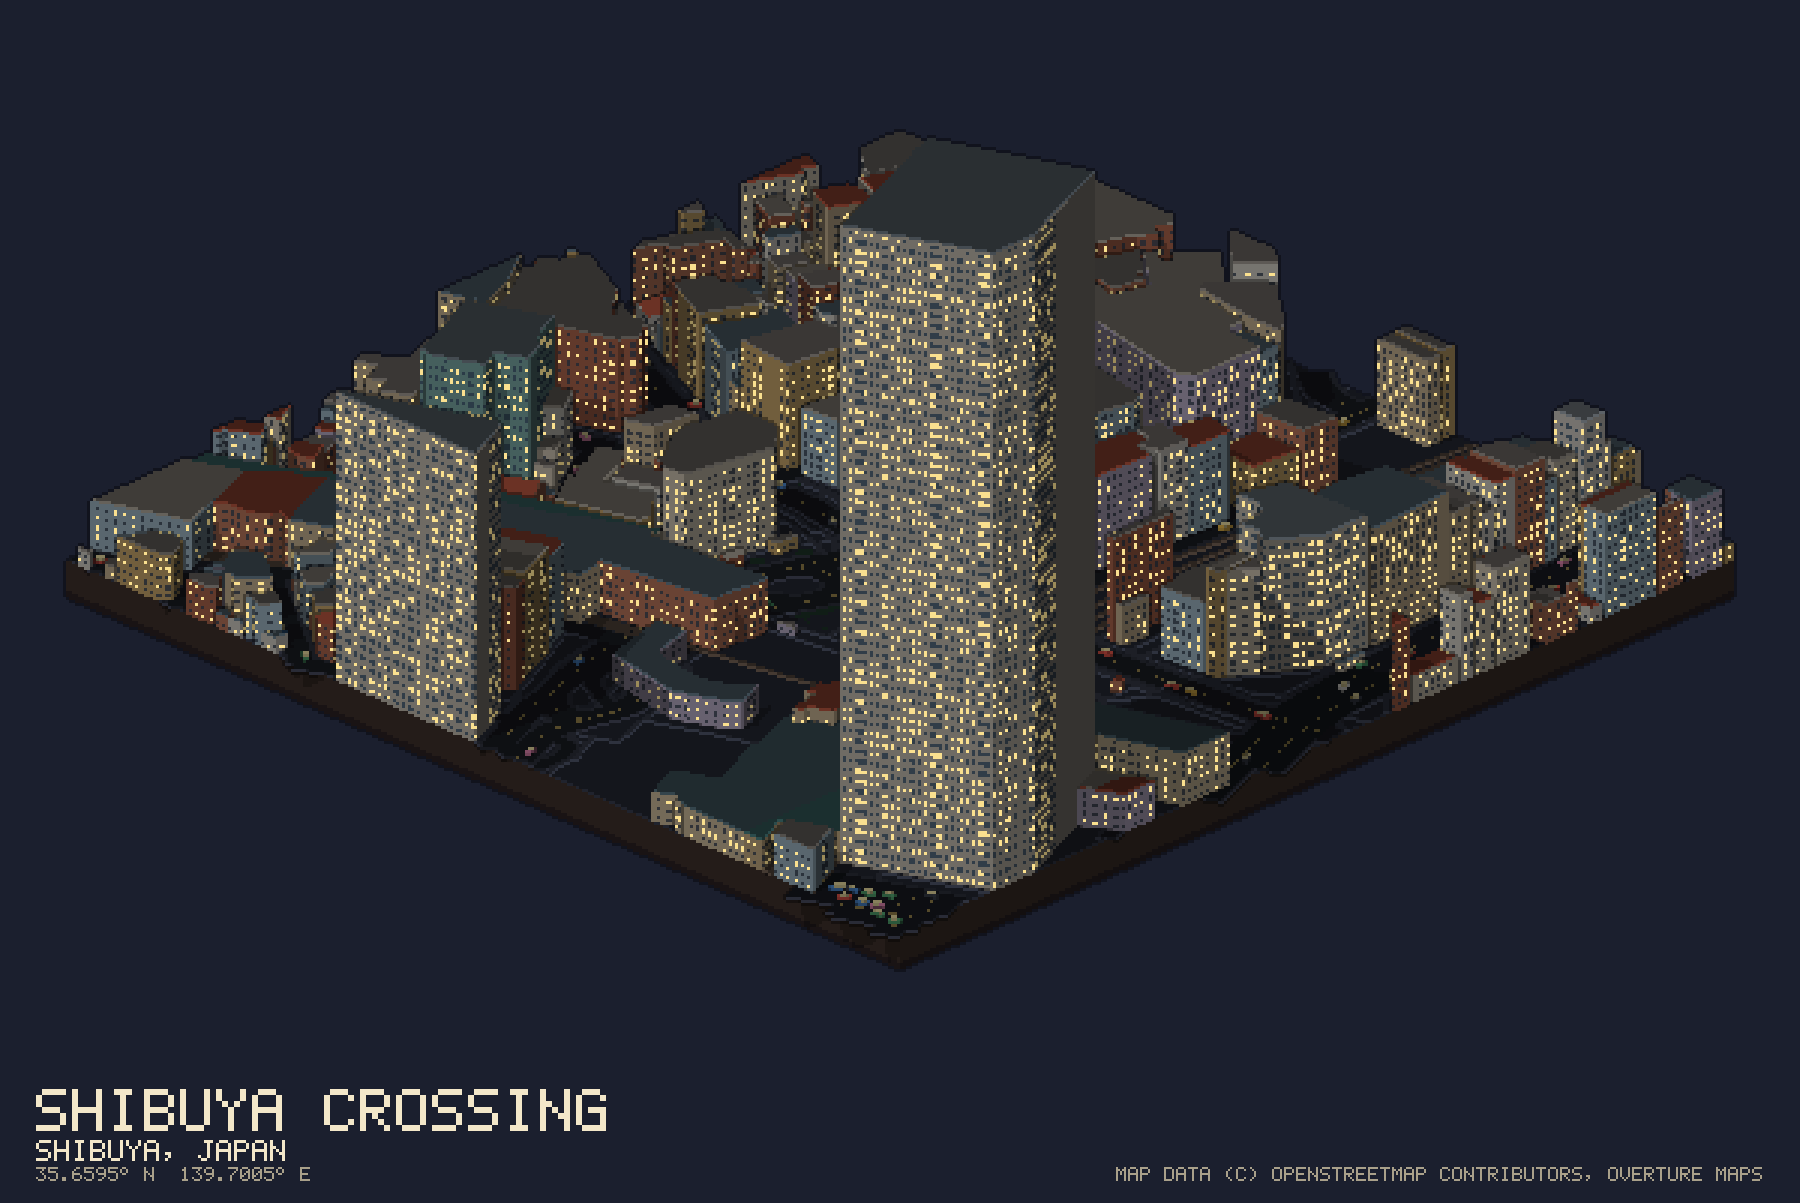 SHIBUYA CROSSING
SHIBUYA, JAPAN
35.6595° N  139.7005° E
MAP DATA (C) OPENSTREETMAP CONTRIBUTORS, OVERTURE MAPS